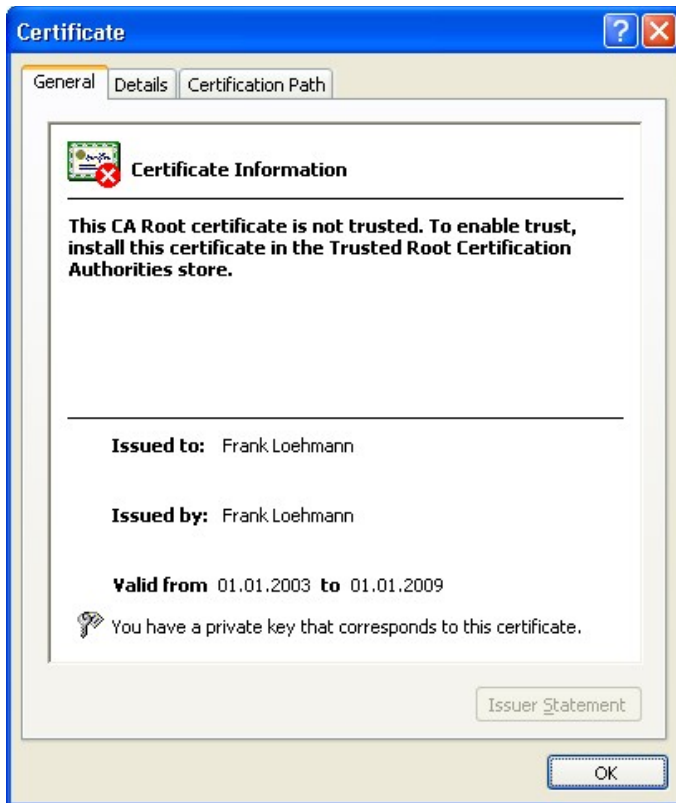 Certificate
General Details Certification Path
Certificate Information
This CA Root certificate is not trusted. To enable trust,
install this certificate in the Trusted Root Certification
Authorities store.
Issued to: Frank Loehmann
Issued by: Frank Loehmann
Valid from 01.01.2003 to 01.01.2009
You have a private key that corresponds to this certificate.
Issuer Statement
OK